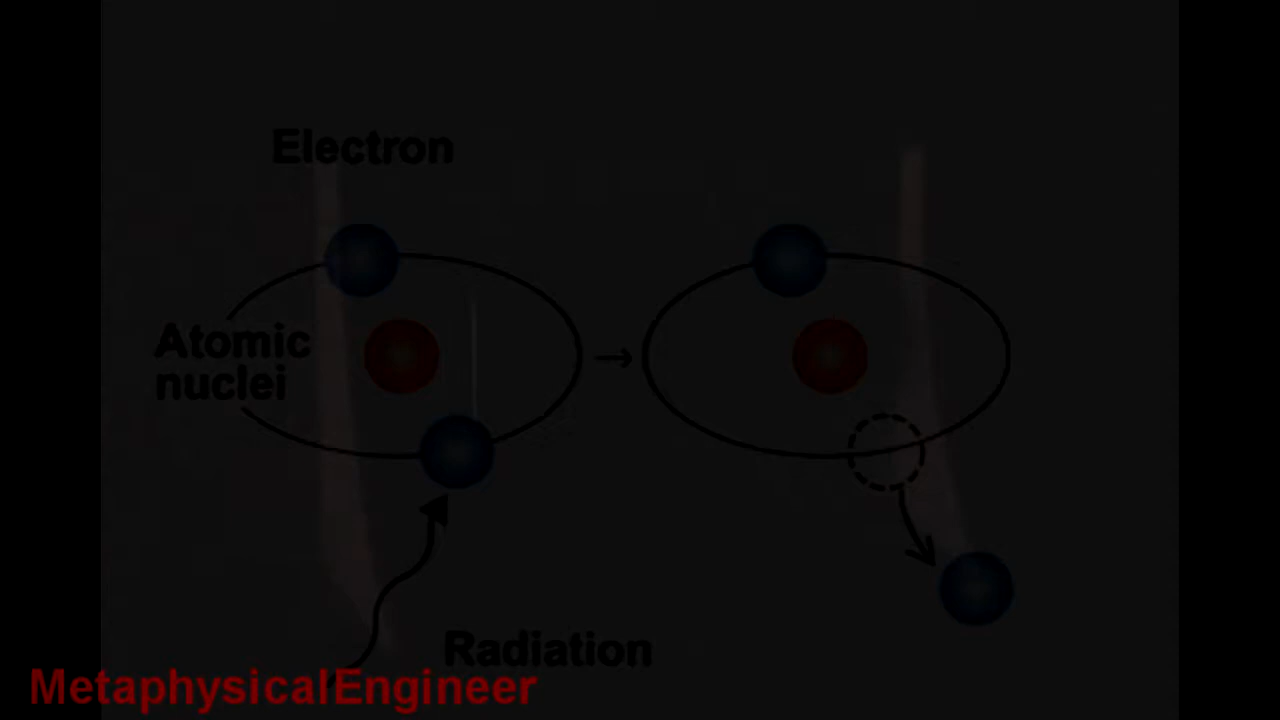 Electron
Atomic
nuclei
Radiation
MetaphysicalEngineer